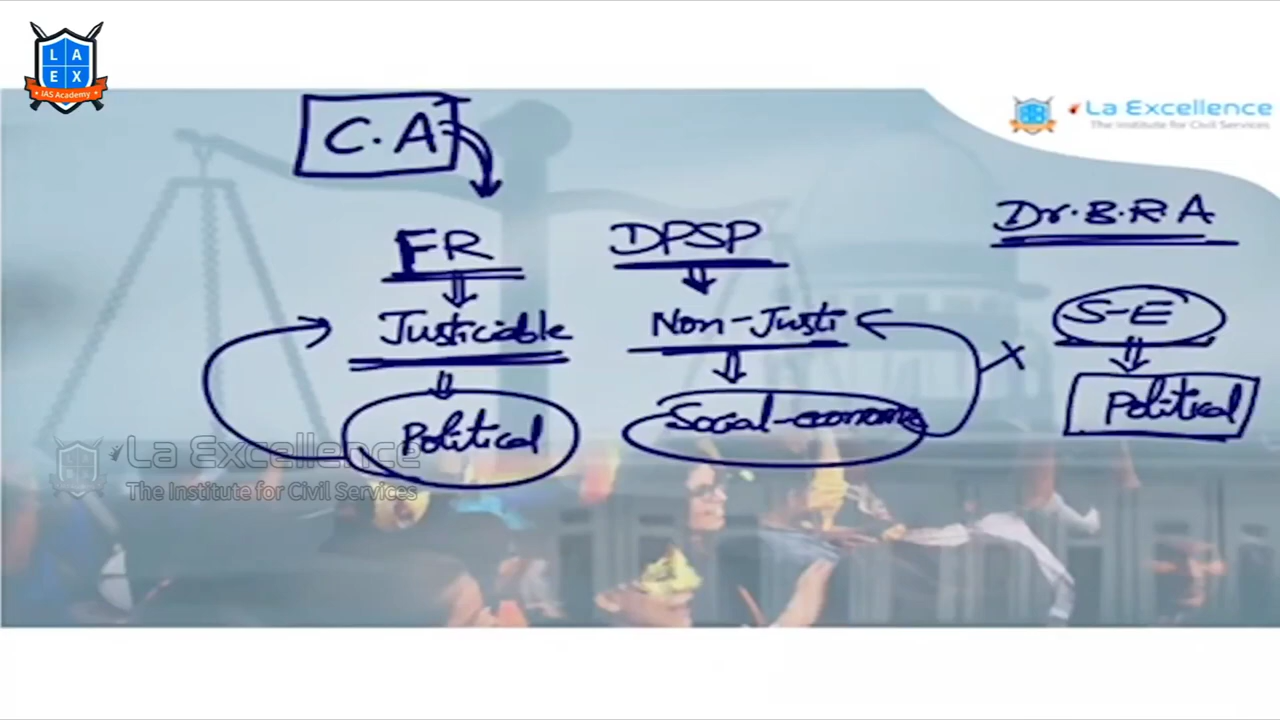 L A
E X
IAS Academy
La Excellence
The Institute for Civil Services
C.A
FR
DPSP
Dr.B.R.A
Justiciable
Non-Justi
S-E
Political
Social-economic
Political
La Excellence
The Institute for Civil Services